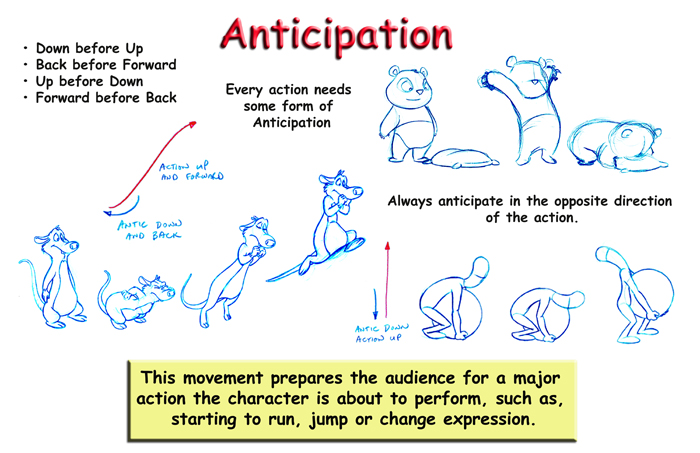 Anticipation
• Down before Up
• Back before Forward
• Up before Down
• Forward before Back
Every action needs
some form of
Anticipation
ACTION UP
AND FORWARD
ANTIC DOWN
AND BACK
Always anticipate in the opposite direction
of the action.
ANTIC DOWN
ACTION UP
This movement prepares the audience for a major
action the character is about to perform, such as,
starting to run, jump or change expression.